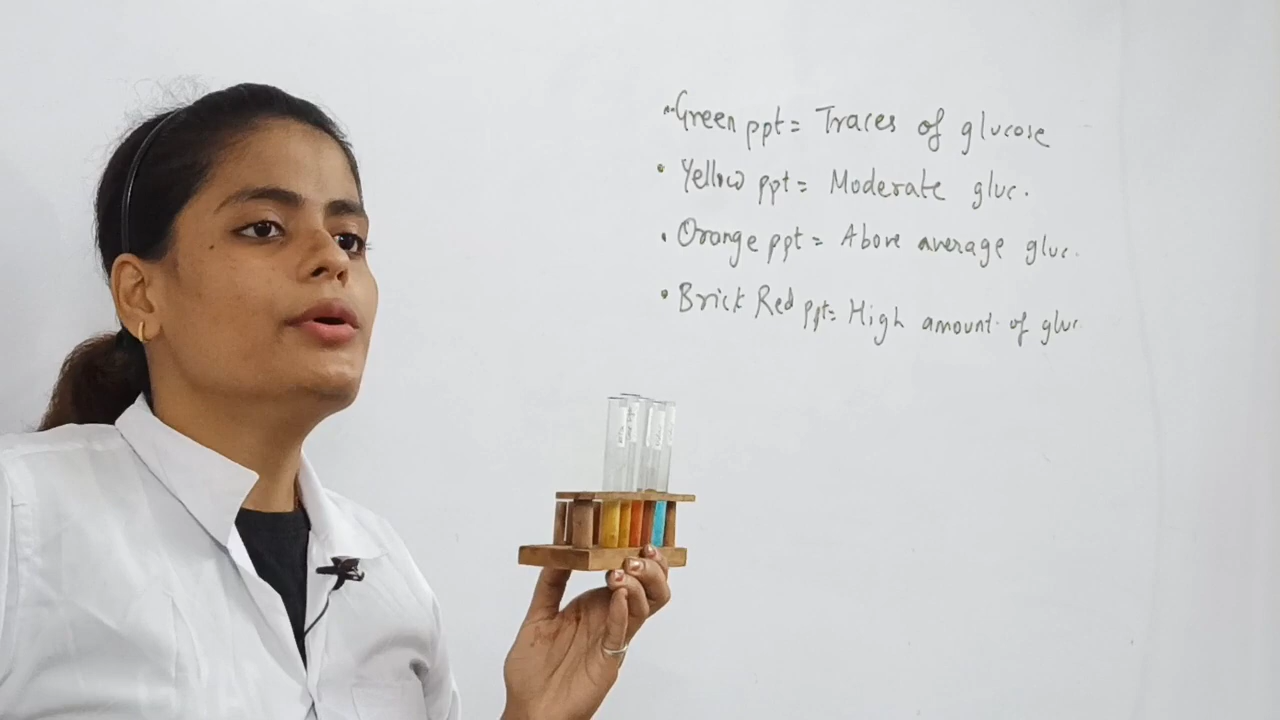 Green ppt = Traces of glucose
• Yellow ppt = Moderate gluc.
• Orange ppt = Above average gluc.
• Brick Red ppt = High amount of gluc